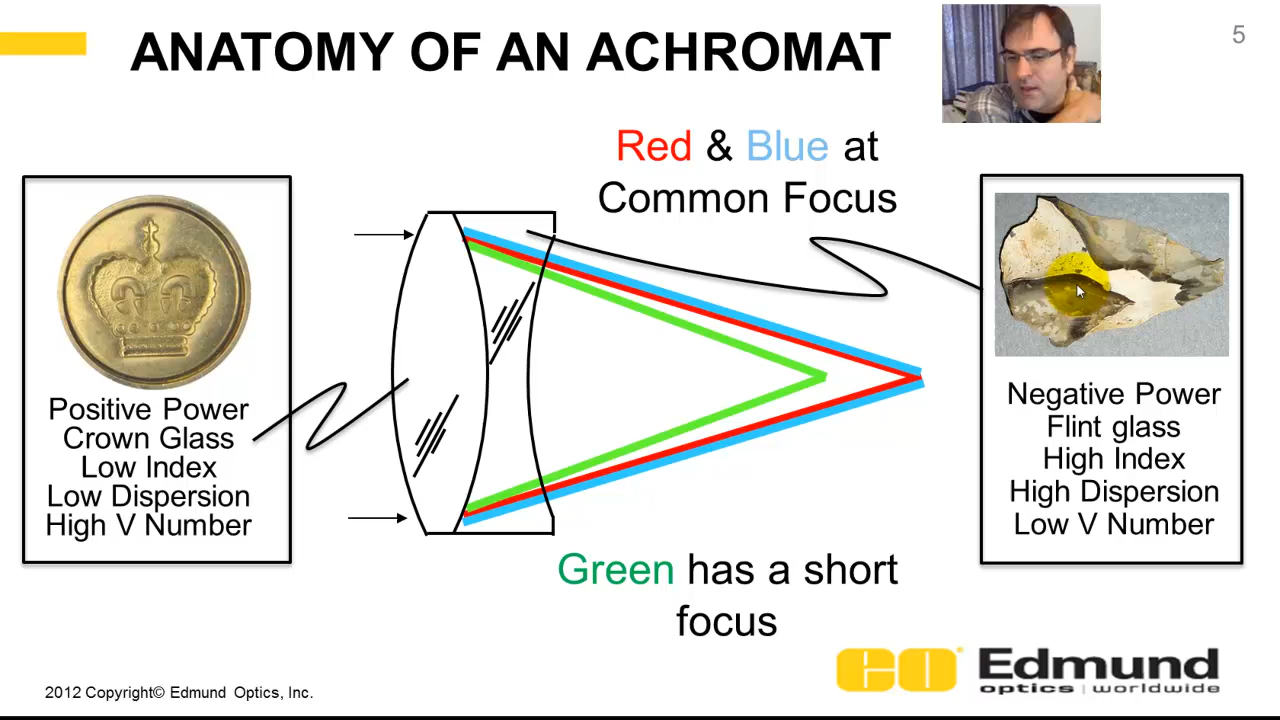 ANATOMY OF AN ACHROMAT
5
Red & Blue at
Common Focus
Positive Power
Crown Glass
Low Index
Low Dispersion
High V Number
Negative Power
Flint glass
High Index
High Dispersion
Low V Number
Green has a short
focus
2012 Copyright© Edmund Optics, Inc.
EO® Edmund
optics | worldwide